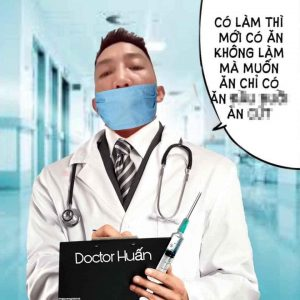 CÓ LÀM THÌ
MỚI CÓ ĂN
KHÔNG LÀM
MÀ MUỐN
ĂN CHỈ CÓ
ĂN
ĂN
Doctor Huấn